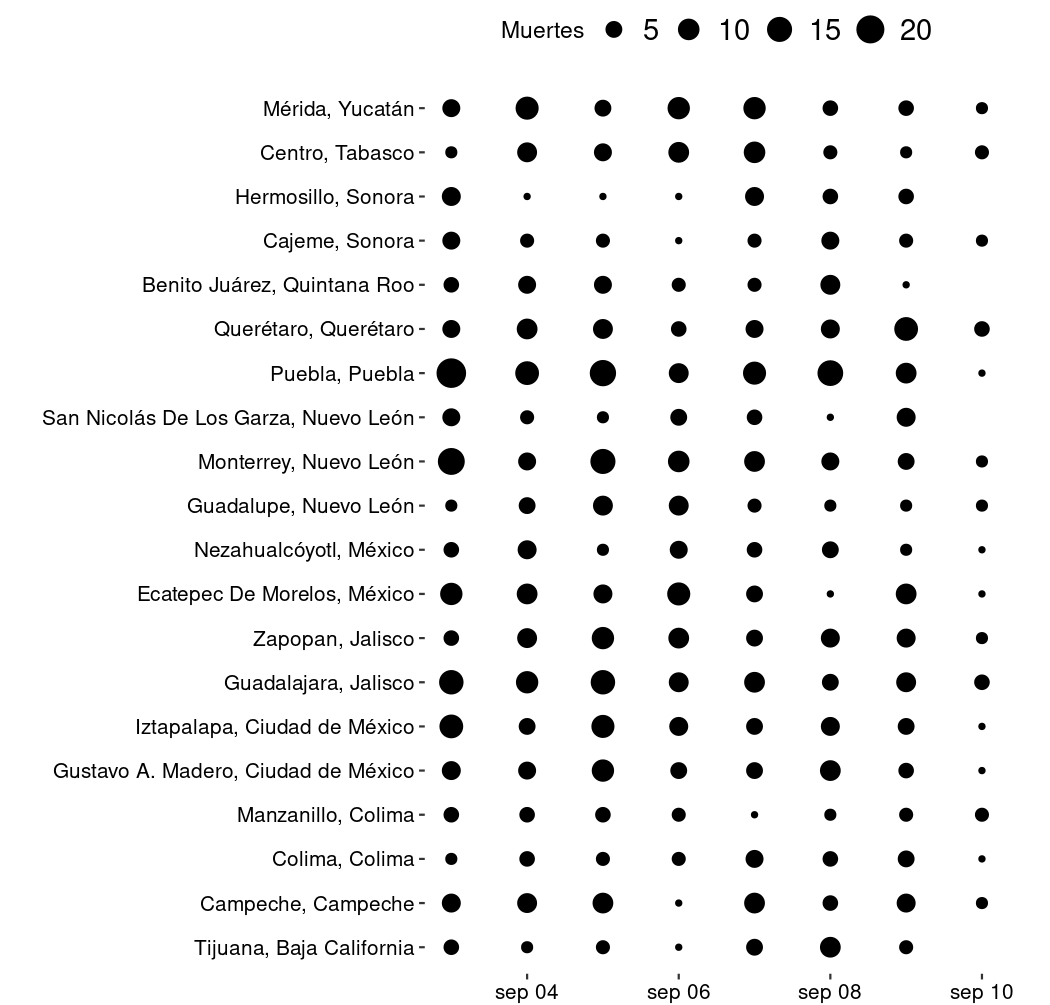 Muertes 5 10 15 20
Mérida, Yucatán
Centro, Tabasco
Hermosillo, Sonora
Cajeme, Sonora
Benito Juárez, Quintana Roo
Querétaro, Querétaro
Puebla, Puebla
San Nicolás De Los Garza, Nuevo León
Monterrey, Nuevo León
Guadalupe, Nuevo León
Nezahualcóyotl, México
Ecatepec De Morelos, México
Zapopan, Jalisco
Guadalajara, Jalisco
Iztapalapa, Ciudad de México
Gustavo A. Madero, Ciudad de México
Manzanillo, Colima
Colima, Colima
Campeche, Campeche
Tijuana, Baja California
sep 04 sep 06 sep 08 sep 10